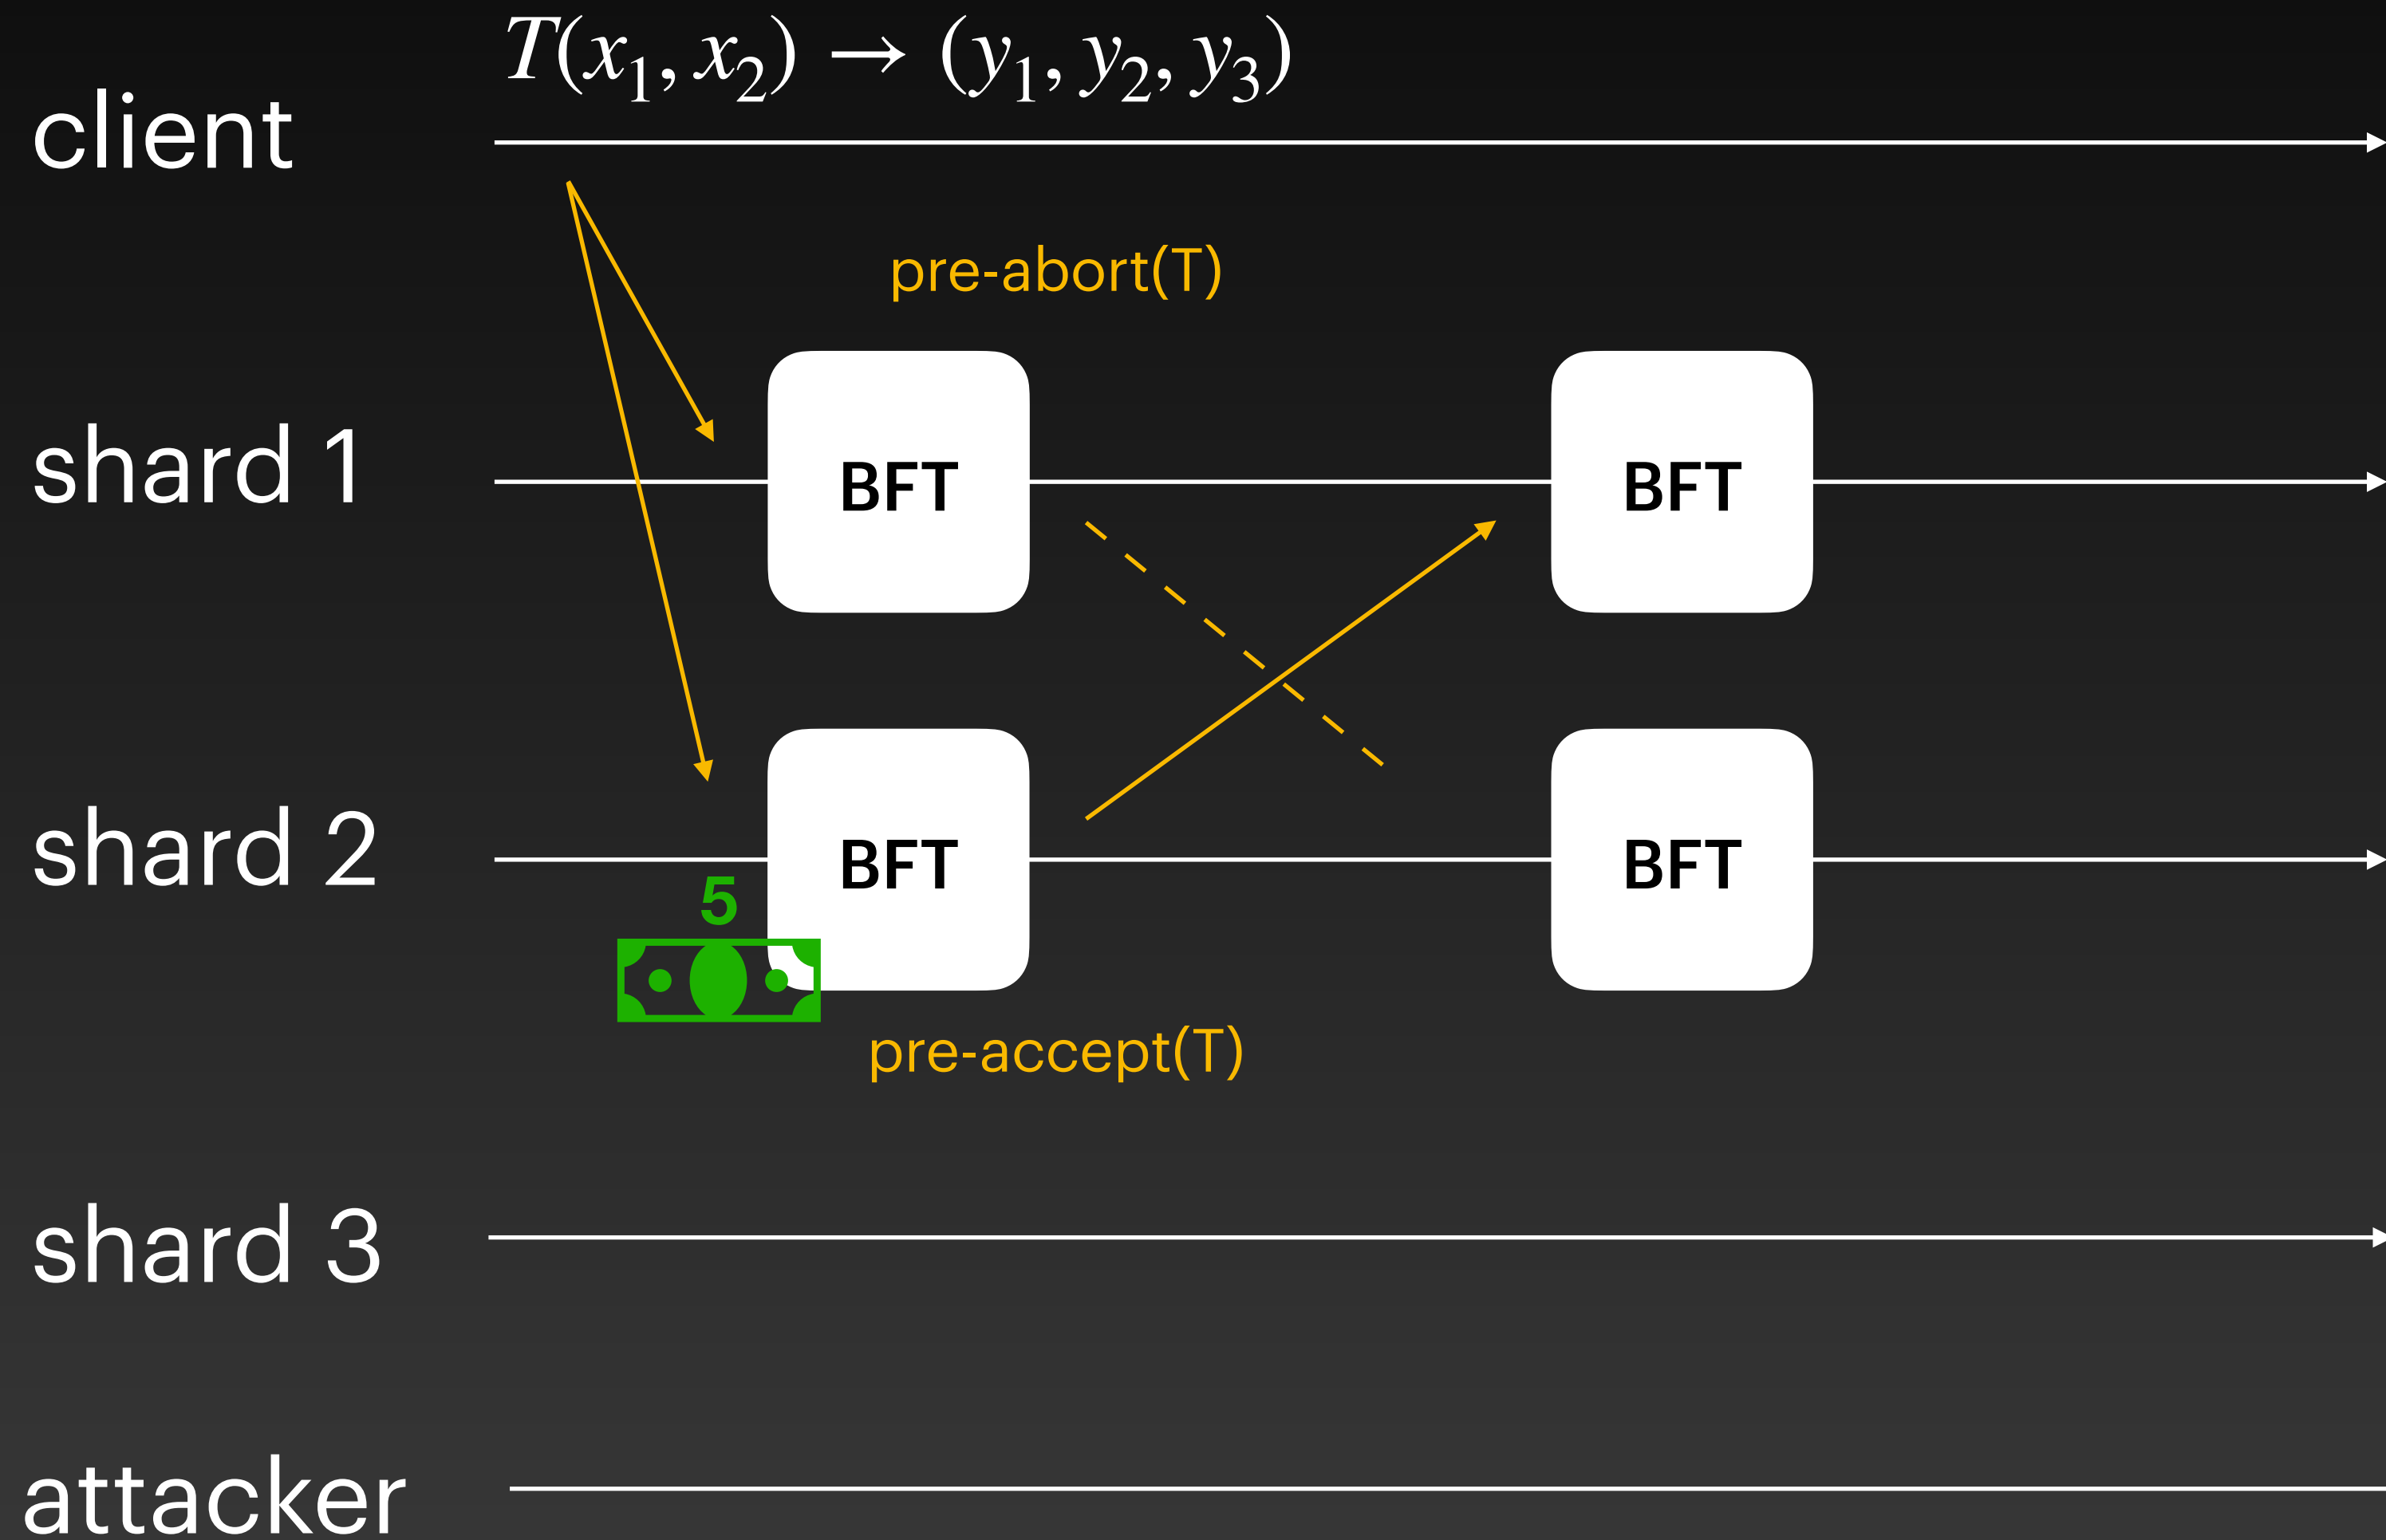 T(x₁, x₂) → (y₁, y₂, y₃)
client
pre-abort(T)
shard 1
BFT
BFT
shard 2
BFT
BFT
5
pre-accept(T)
shard 3
attacker